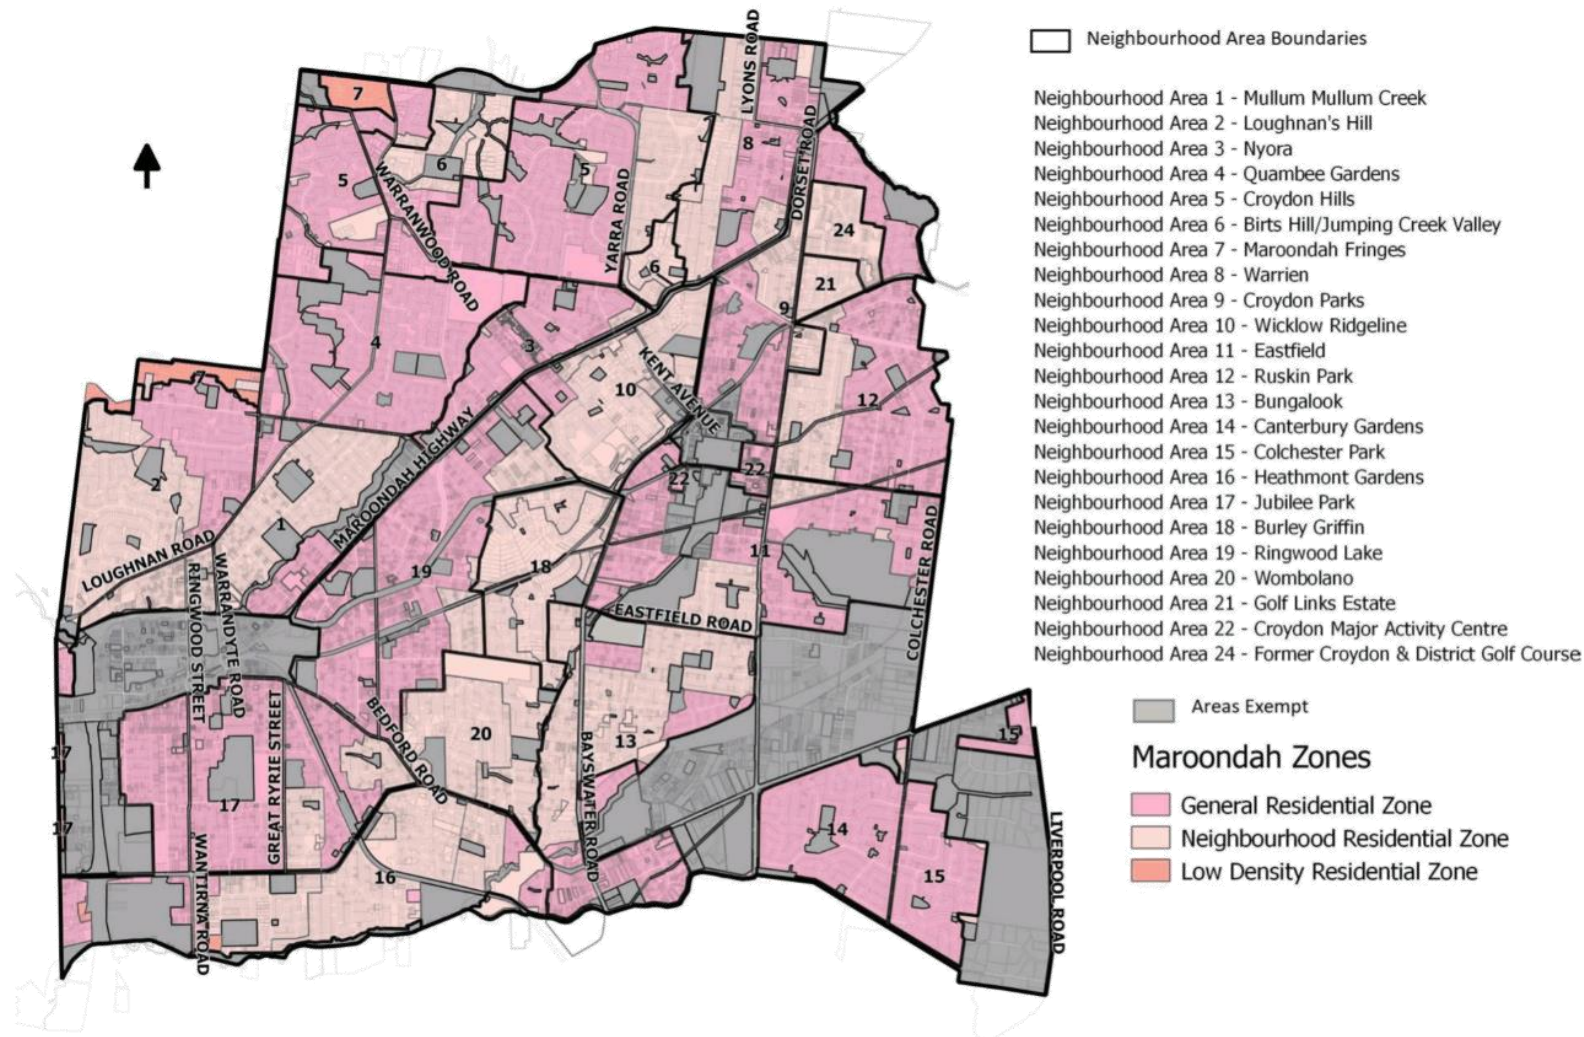 Neighbourhood Area Boundaries
Neighbourhood Area 1 - Mullum Mullum Creek
Neighbourhood Area 2 - Loughnan's Hill
Neighbourhood Area 3 - Nyora
Neighbourhood Area 4 - Quambee Gardens
Neighbourhood Area 5 - Croydon Hills
Neighbourhood Area 6 - Birts Hill/Jumping Creek Valley
Neighbourhood Area 7 - Maroondah Fringes
Neighbourhood Area 8 - Warrien
Neighbourhood Area 9 - Croydon Parks
Neighbourhood Area 10 - Wicklow Ridgeline
Neighbourhood Area 11 - Eastfield
Neighbourhood Area 12 - Ruskin Park
Neighbourhood Area 13 - Bungalook
Neighbourhood Area 14 - Canterbury Gardens
Neighbourhood Area 15 - Colchester Park
Neighbourhood Area 16 - Heathmont Gardens
Neighbourhood Area 17 - Jubilee Park
Neighbourhood Area 18 - Burley Griffin
Neighbourhood Area 19 - Ringwood Lake
Neighbourhood Area 20 - Wombolano
Neighbourhood Area 21 - Golf Links Estate
Neighbourhood Area 22 - Croydon Major Activity Centre
Neighbourhood Area 24 - Former Croydon & District Golf Course
Areas Exempt
Maroondah Zones
General Residential Zone
Neighbourhood Residential Zone
Low Density Residential Zone
LYONS ROAD
7
8
DORSET ROAD
6
5
5
WARRANWOOD ROAD
YARRA ROAD
24
6
21
9
4
3
KENT AVENUE
10
12
MAROONDAH HIGHWAY
22
22
2
1
LOUGHNAN ROAD
18
19
11
COLCHESTER ROAD
EASTFIELD ROAD
RINGWOOD STREET
WARRANDYTE ROAD
BEDFORD ROAD
20
13
BAYSWATER ROAD
15
17
17
GREAT RYRIE STREET
17
14
15
16
WANTIRNA ROAD
LIVERPOOL ROAD